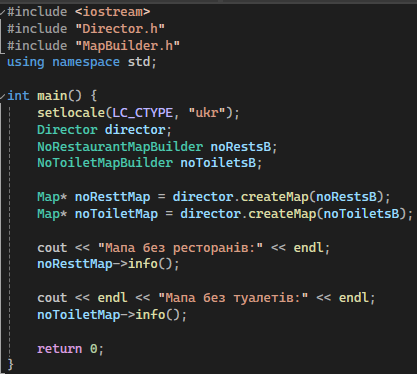 #include <iostream>
#include "Director.h"
#include "MapBuilder.h"
using namespace std;
int main() {
setlocale(LC_CTYPE, "ukr");
Director director;
NoRestaurantMapBuilder noRestsB;
NoToiletMapBuilder noToiletsB;
Map* noResttMap = director.createMap(noRestsB);
Map* noToiletMap = director.createMap(noToiletsB);
cout << "Мапа без ресторанів:" << endl;
noResttMap->info();
cout << endl << "Мапа без туалетів:" << endl;
noToiletMap->info();
return 0;
}